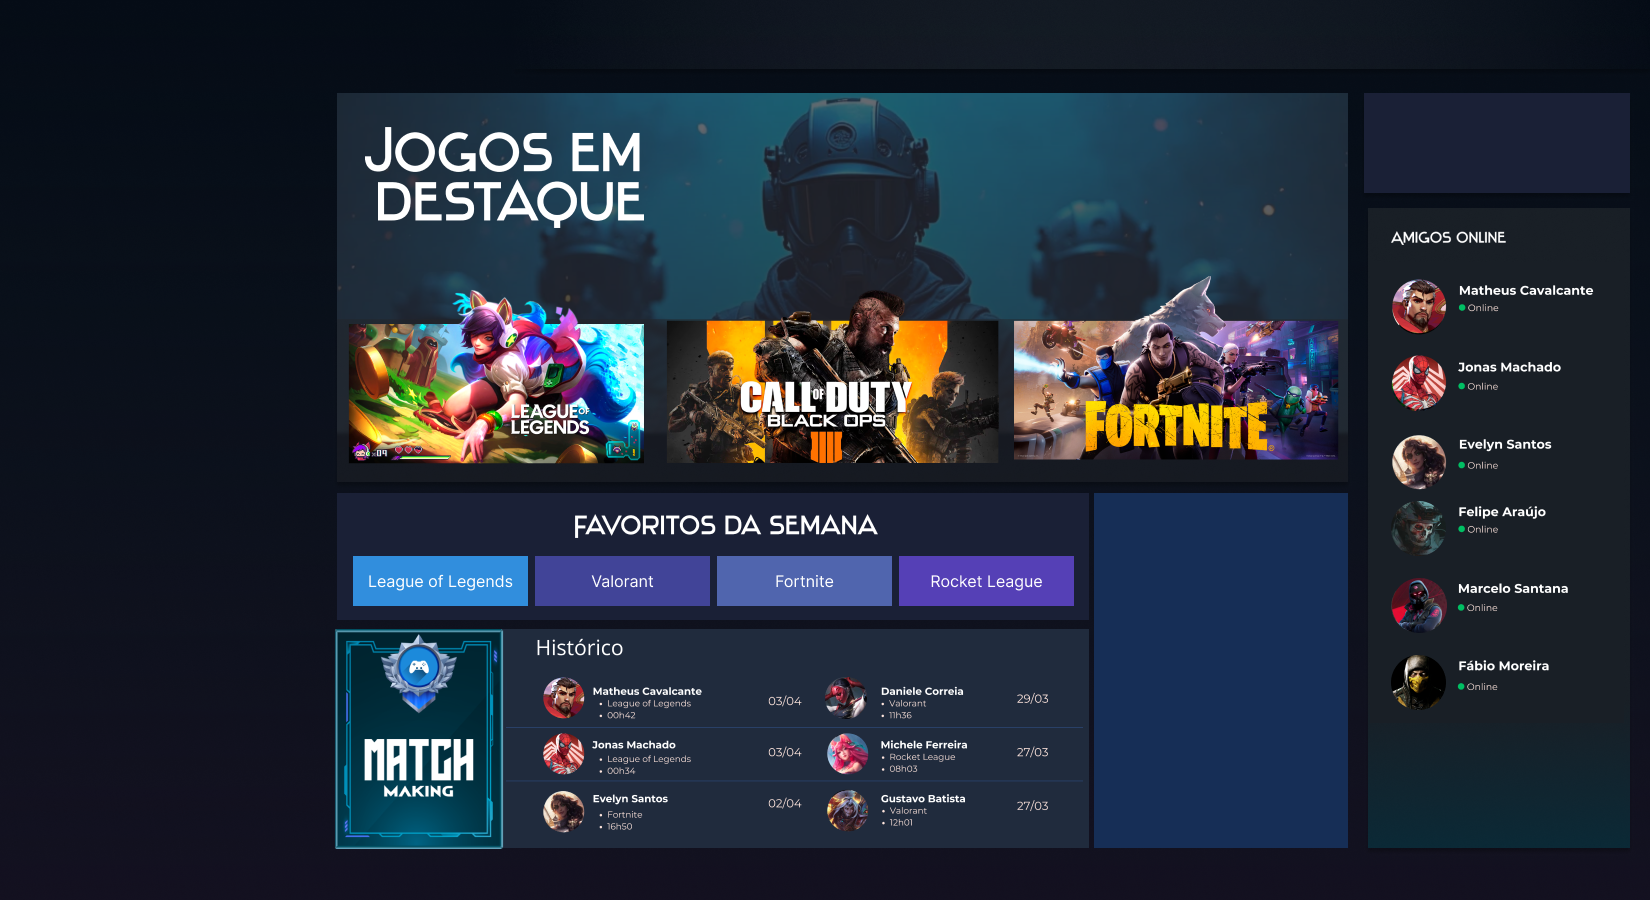 JOGOS EM
DESTAQUE
LEAGUE OF
LEGENDS
×09
CALL OF DUTY
BLACK OPS
IIII
FORTNITE
FAVORITOS DA SEMANA
League of Legends
Valorant
Fortnite
Rocket League
MATCH
MAKING
Histórico
Matheus Cavalcante
• League of Legends
• 00h42
03/04
Daniele Correia
• Valorant
• 11h36
29/03
Jonas Machado
• League of Legends
• 00h34
03/04
Michele Ferreira
• Rocket League
• 08h03
27/03
Evelyn Santos
• Fortnite
• 16h50
02/04
Gustavo Batista
• Valorant
• 12h01
27/03
AMIGOS ONLINE
Matheus Cavalcante
Online
Jonas Machado
Online
Evelyn Santos
Online
Felipe Araújo
Online
Marcelo Santana
Online
Fábio Moreira
Online